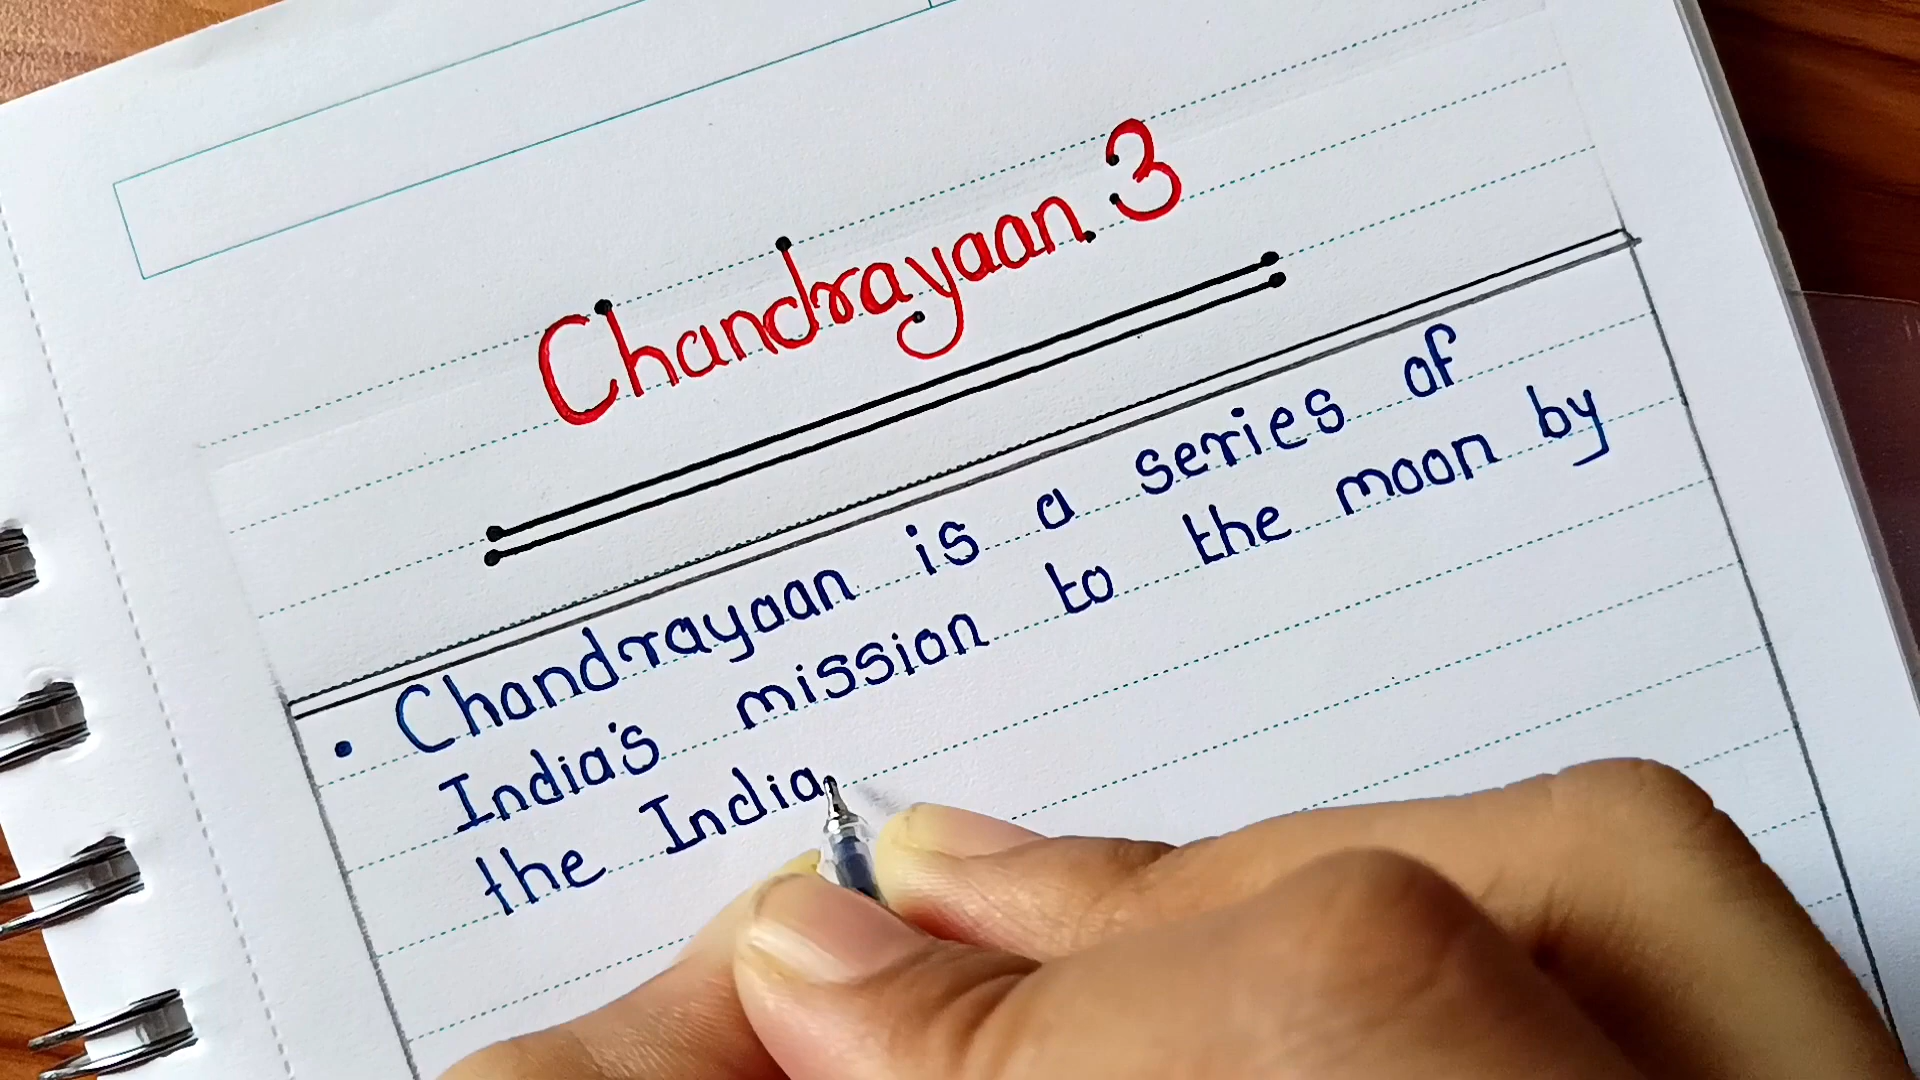 Chandrayaan 3
• Chandrayaan is a series of
India's mission to the moon by
the India